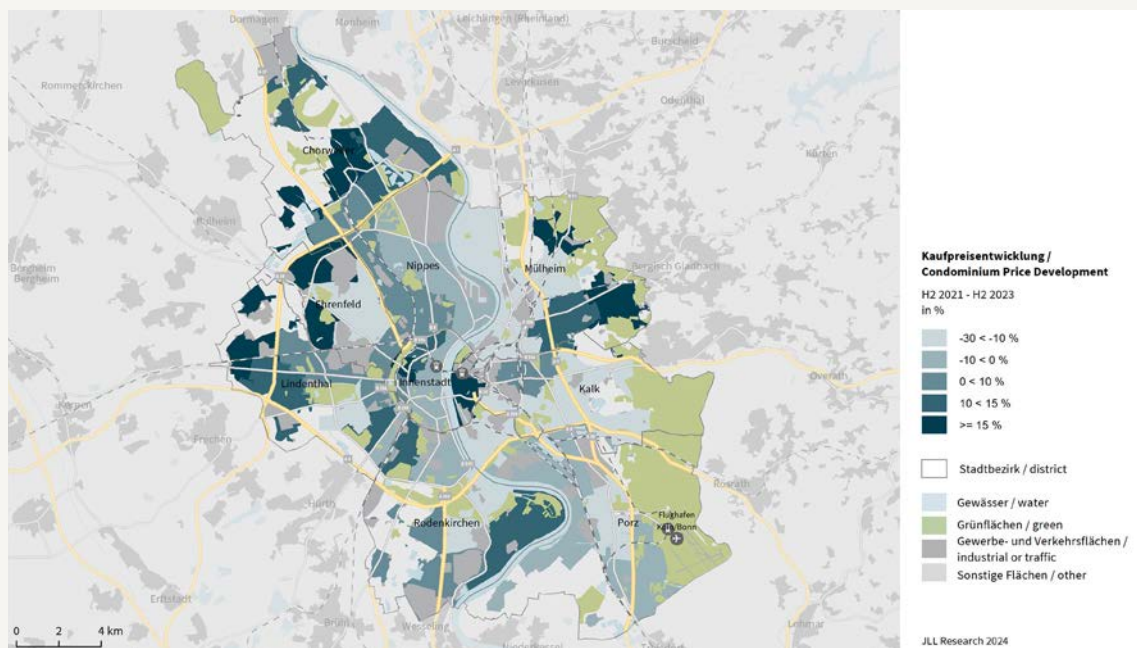 Dormagen
Monheim
Leichlingen (Rheinland)
Rommerskirchen
Leverkusen
Burscheid
Odenthal
Chorweiler
Kürten
Pulheim
Bergheim
Nippes
Mülheim
Bergisch Gladbach
Ehrenfeld
Lindenthal
Innenstadt
Kalk
Overath
Kerpen
Frechen
Hürth
Rösrath
Rodenkirchen
Porz
Flughafen
Köln/Bonn
Erftstadt
Brühl
Wesseling
Niederkassel
Troisdorf
Lohmar
0 2 4 km
Kaufpreisentwicklung /
Condominium Price Development
H2 2021 - H2 2023
in %
-30 < -10 %
-10 < 0 %
0 < 10 %
10 < 15 %
>= 15 %
Stadtbezirk / district
Gewässer / water
Grünflächen / green
Gewerbe- und Verkehrsflächen /
industrial or traffic
Sonstige Flächen / other
JLL Research 2024